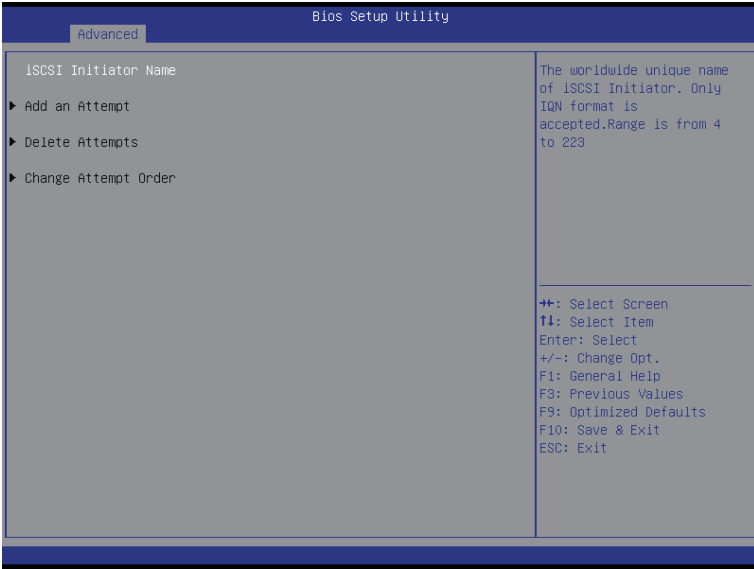 Bios Setup Utility
Advanced
iSCSI Initiator Name
Add an Attempt
Delete Attempts
Change Attempt Order
The worldwide unique name
of iSCSI Initiator. Only
IQN format is
accepted.Range is from 4
to 223
→←: Select Screen
↑↓: Select Item
Enter: Select
+/-: Change Opt.
F1: General Help
F3: Previous Values
F9: Optimized Defaults
F10: Save & Exit
ESC: Exit